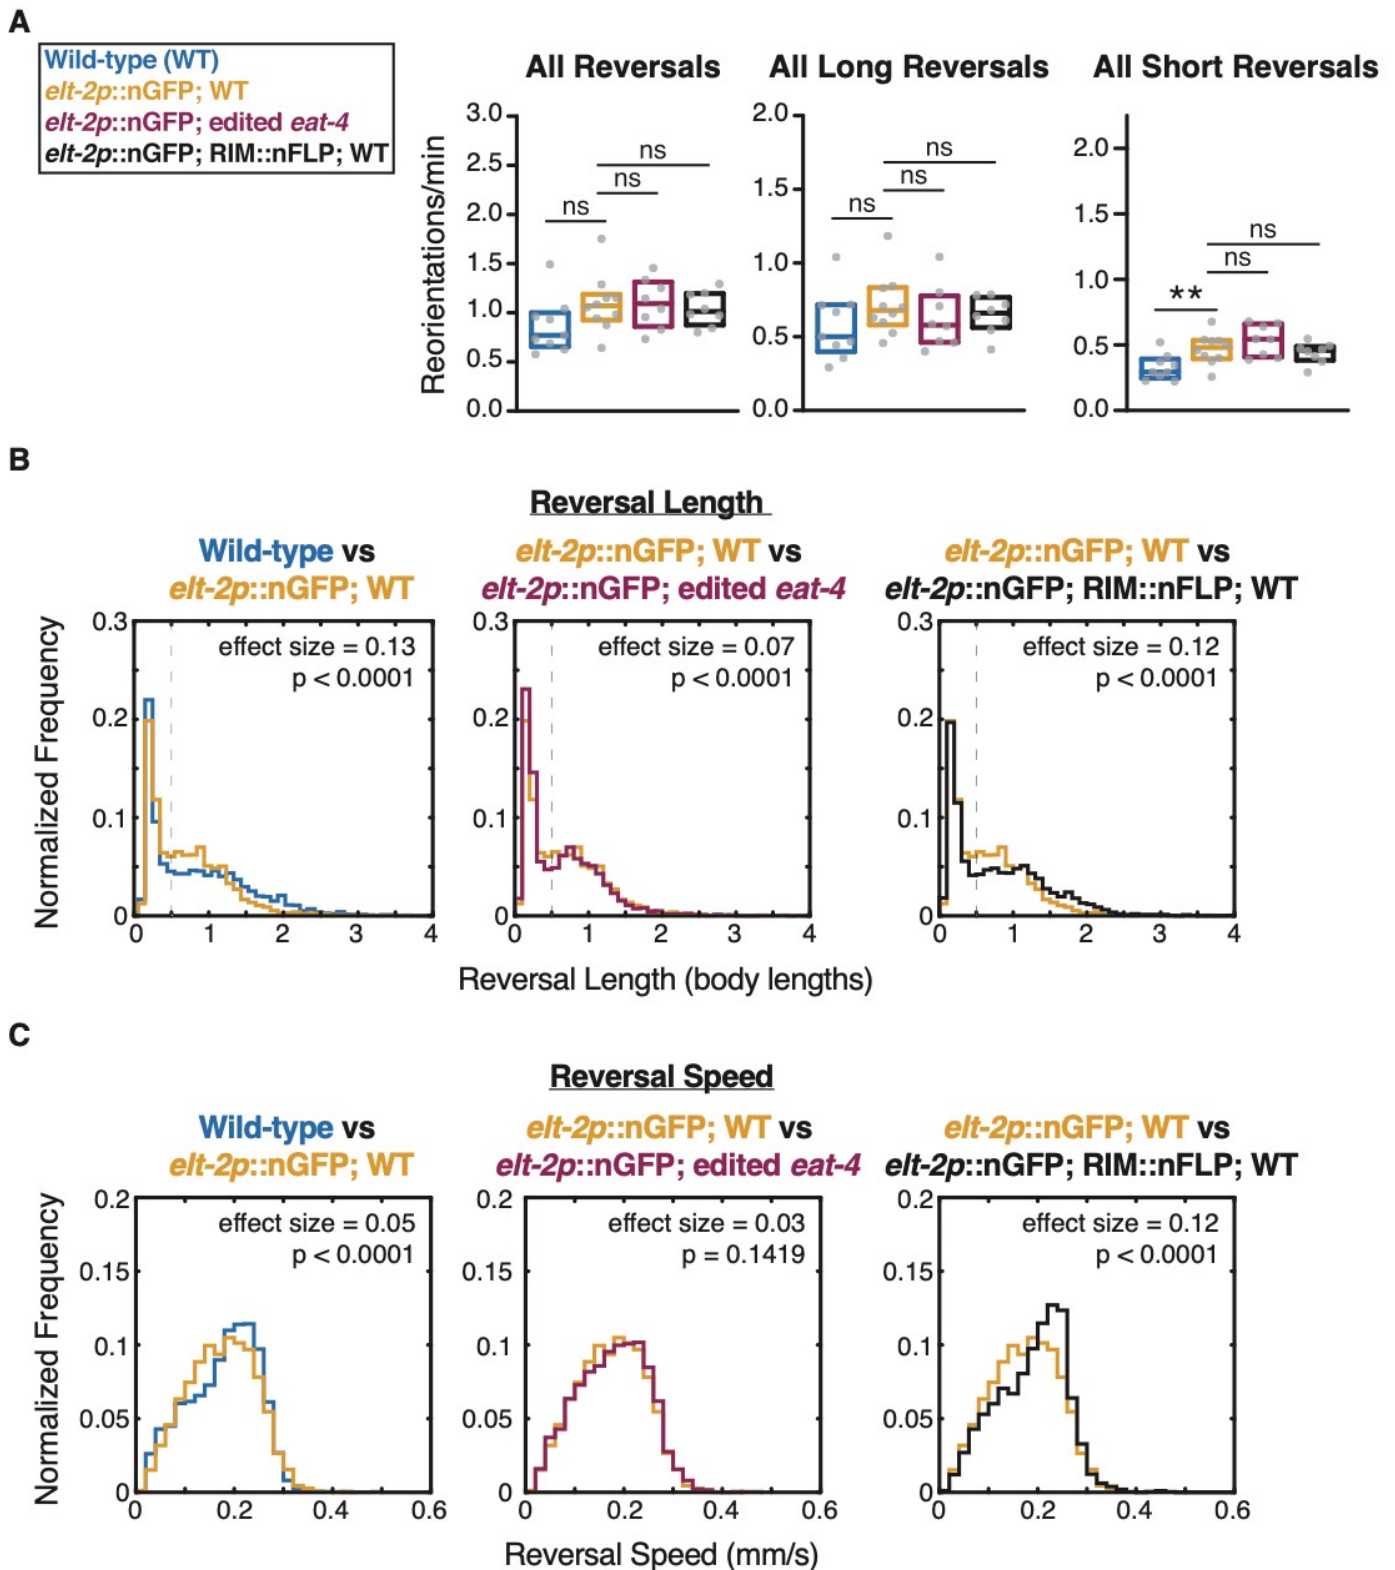 A
Wild-type (WT)
elt-2p::nGFP; WT
elt-2p::nGFP; edited eat-4
elt-2p::nGFP; RIM::nFLP; WT
All Reversals
All Long Reversals
All Short Reversals
Reorientations/min
3.0
2.5
2.0
1.5
1.0
0.5
0.0
ns
ns
ns
2.0
1.5
1.0
0.5
0.0
ns
ns
ns
2.0
1.5
1.0
0.5
0.0
ns
ns
**
B
Reversal Length
Wild-type vs
elt-2p::nGFP; WT
elt-2p::nGFP; WT vs
elt-2p::nGFP; edited eat-4
elt-2p::nGFP; WT vs
elt-2p::nGFP; RIM::nFLP; WT
Normalized Frequency
0.3
0.2
0.1
0
effect size = 0.13
p < 0.0001
0 1 2 3 4
0.3
0.2
0.1
0
effect size = 0.07
p < 0.0001
0 1 2 3 4
0.3
0.2
0.1
0
effect size = 0.12
p < 0.0001
0 1 2 3 4
Reversal Length (body lengths)
C
Reversal Speed
Wild-type vs
elt-2p::nGFP; WT
elt-2p::nGFP; WT vs
elt-2p::nGFP; edited eat-4
elt-2p::nGFP; WT vs
elt-2p::nGFP; RIM::nFLP; WT
Normalized Frequency
0.2
0.15
0.1
0.05
0
effect size = 0.05
p < 0.0001
0 0.2 0.4 0.6
0.2
0.15
0.1
0.05
0
effect size = 0.03
p = 0.1419
0 0.2 0.4 0.6
0.2
0.15
0.1
0.05
0
effect size = 0.12
p < 0.0001
0 0.2 0.4 0.6
Reversal Speed (mm/s)